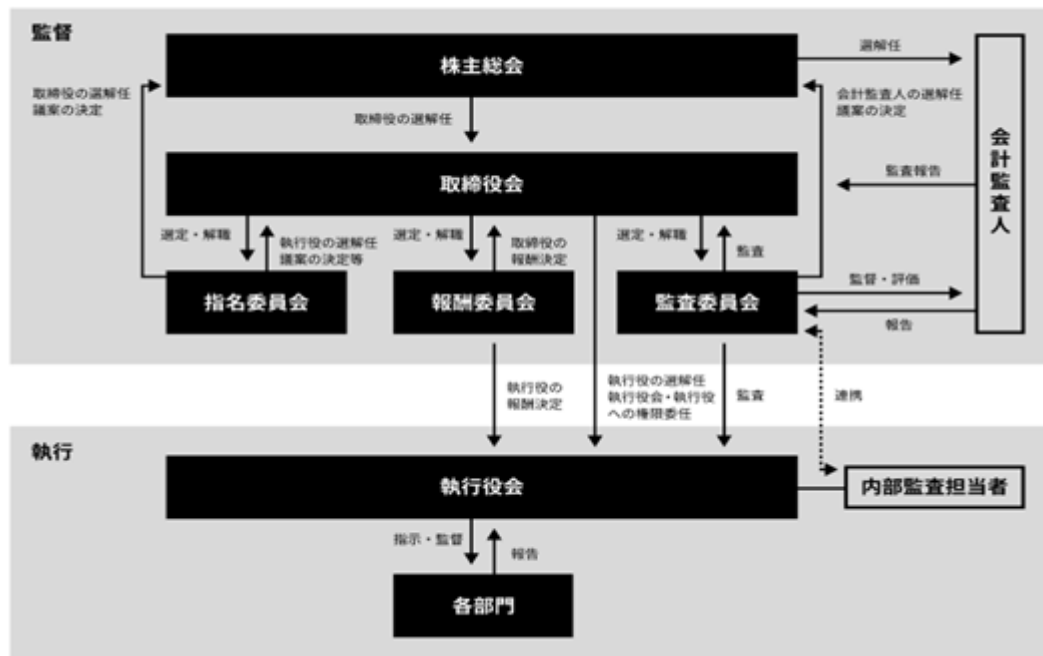 監督
株主総会
選解任
取締役の選解任
議案の決定
会計監査人の選解任
議案の決定
取締役の選解任
会計監査人
取締役会
監査報告
選定・解職
執行役の選解任
議案の決定等
選定・解職
取締役の
報酬決定
選定・解職
監査
指名委員会
報酬委員会
監査委員会
監督・評価
報告
執行役の
報酬決定
執行役の選解任
執行役会・執行役
への権限委任
監査
連携
執行
執行役会
内部監査担当者
指示・監督
報告
各部門